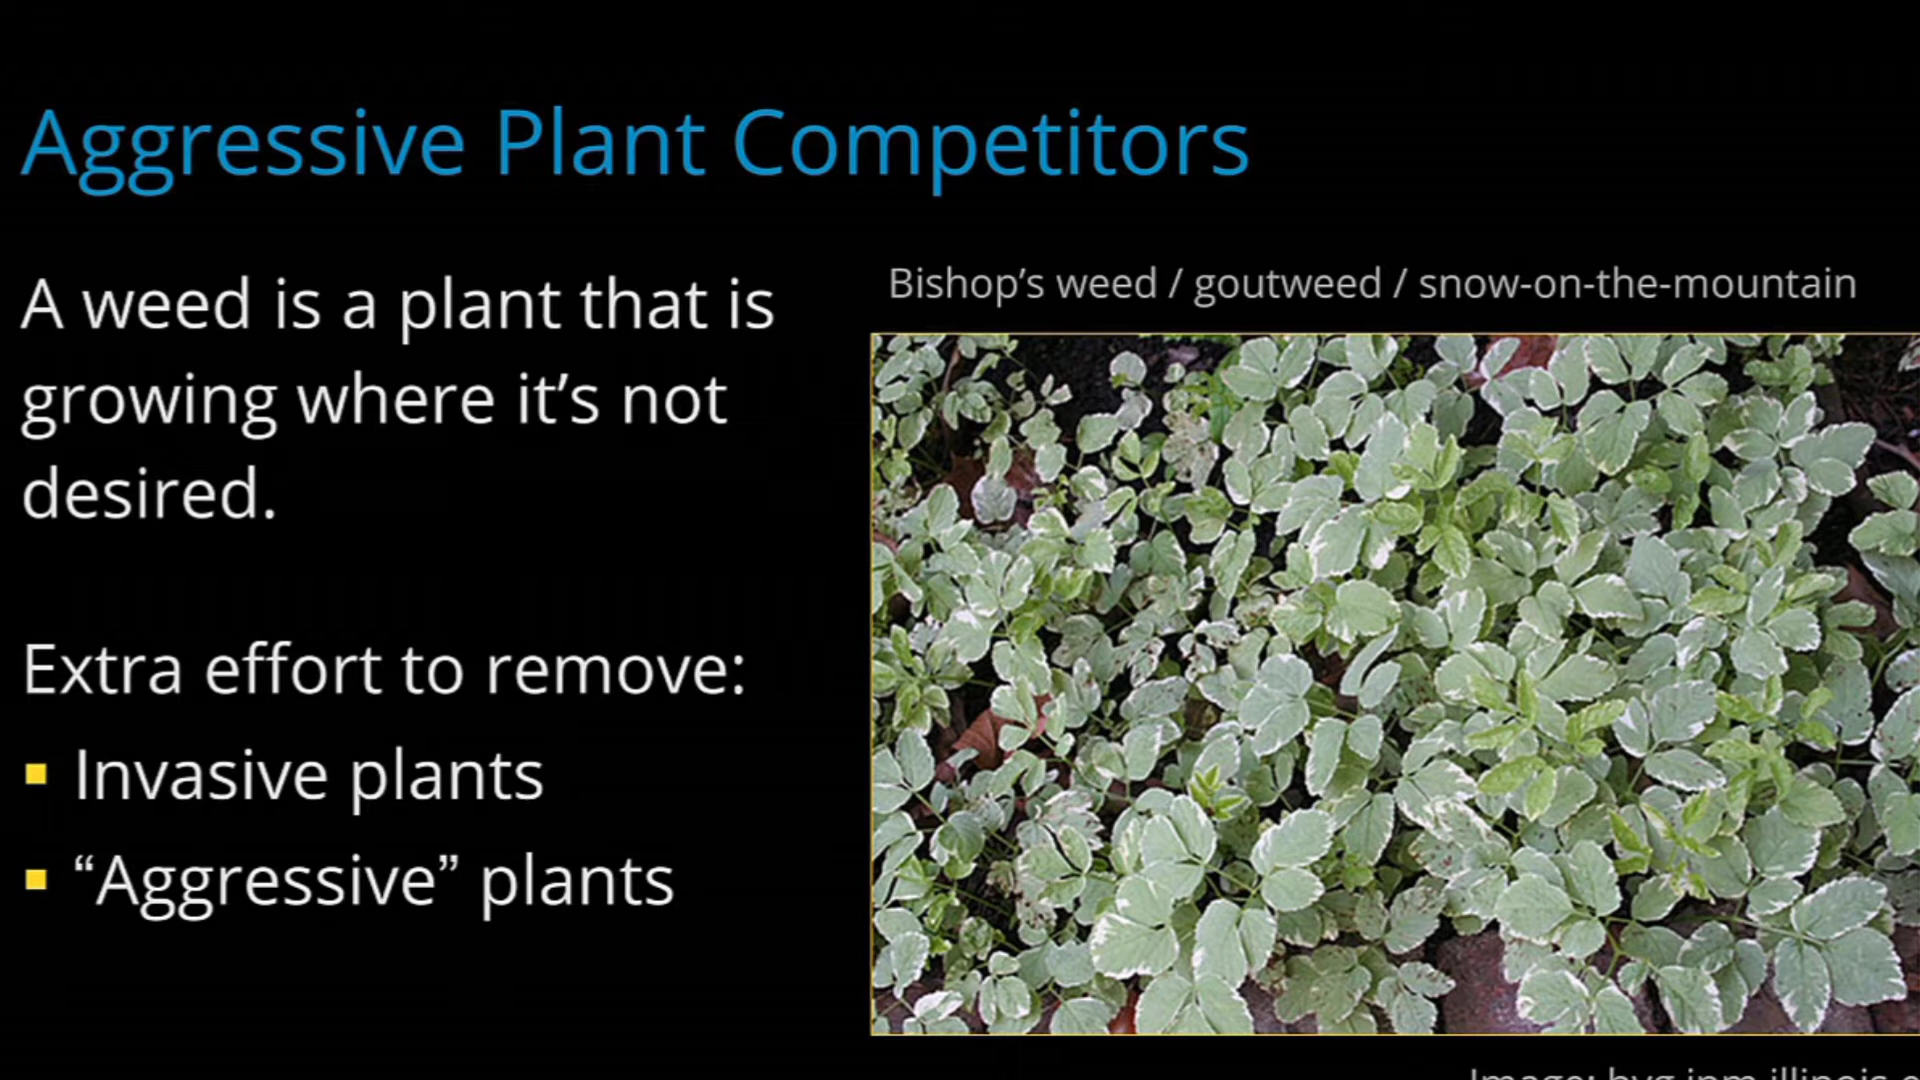 Aggressive Plant Competitors
A weed is a plant that is
growing where it’s not
desired.
Extra effort to remove:
Invasive plants
“Aggressive” plants
Bishop’s weed / goutweed / snow-on-the-mountain
Image: